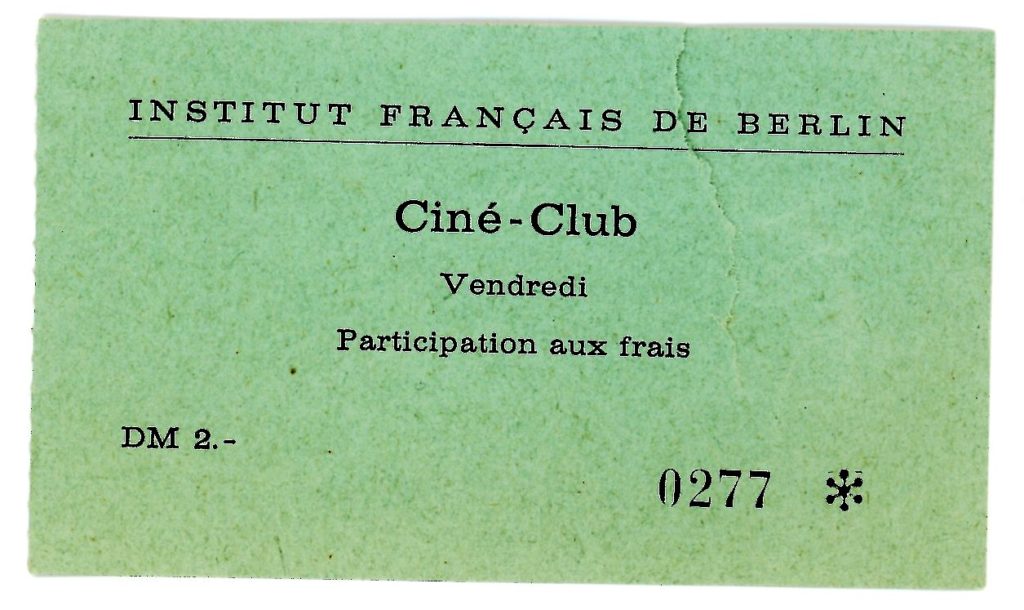 INSTITUT FRANÇAIS DE BERLIN
Ciné-Club
Vendredi
Participation aux frais
DM 2.-
0277 *